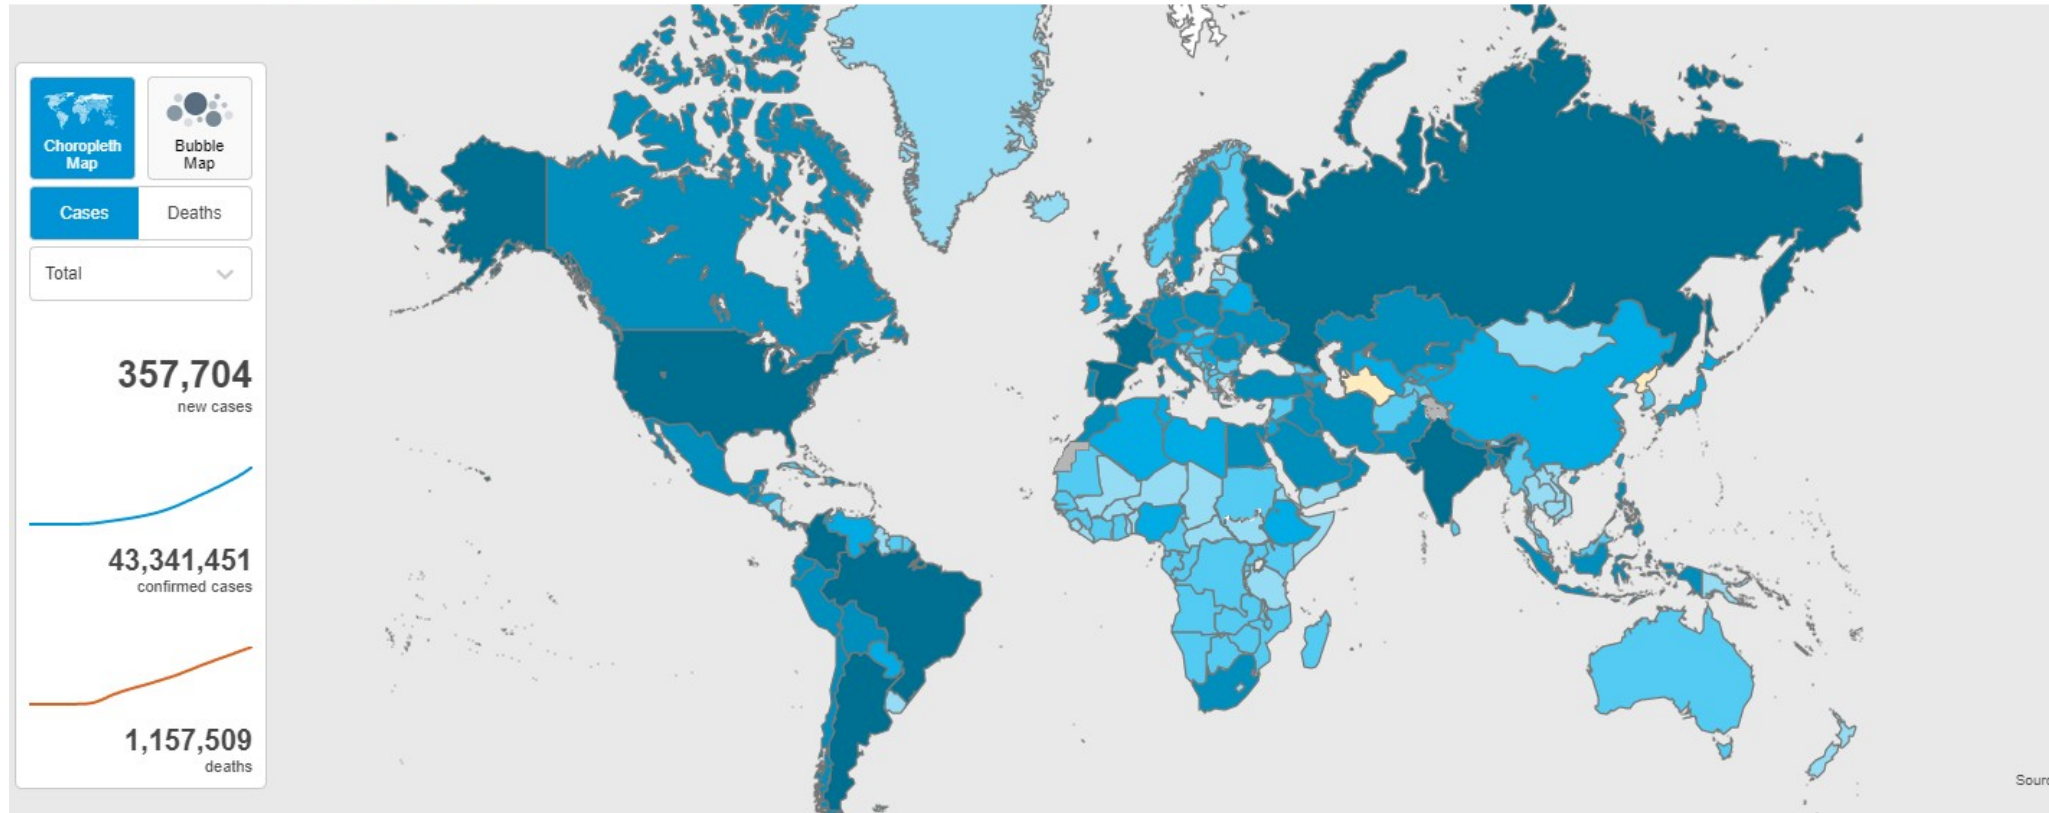 Choropleth
Map
Bubble
Map
Cases
Deaths
Total
357,704
new cases
43,341,451
confirmed cases
1,157,509
deaths